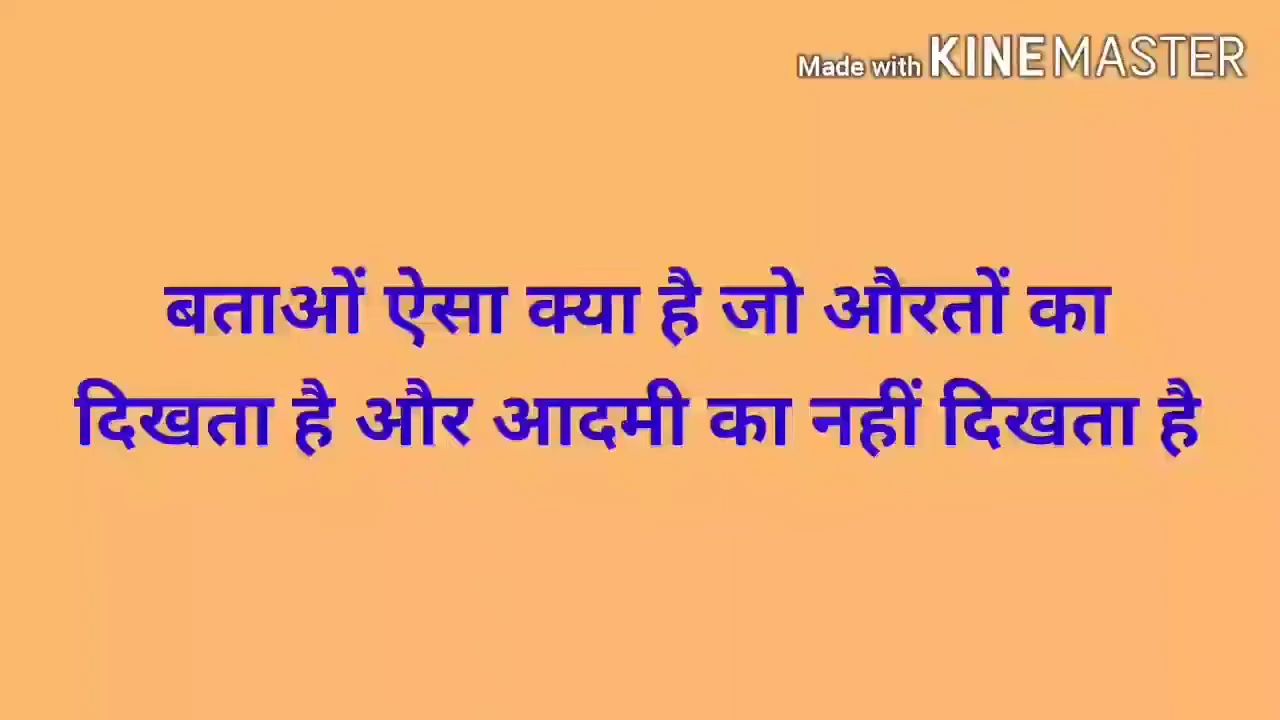 Made with KINEMASTER
बताओं ऐसा क्या है जो औरतों का
दिखता है और आदमी का नहीं दिखता है